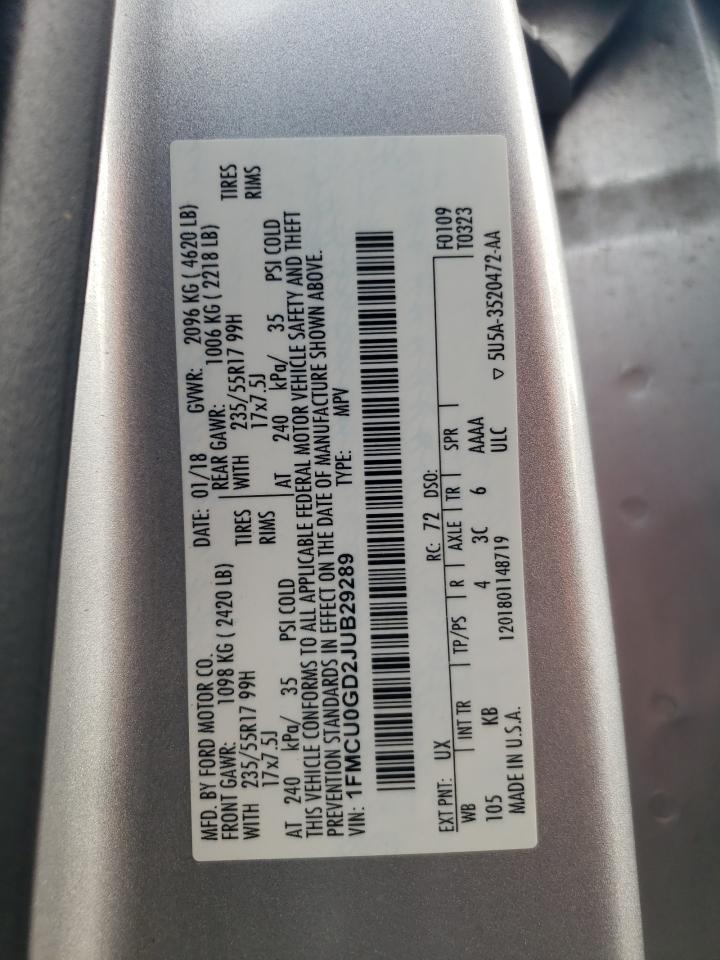 MFD. BY FORD MOTOR CO.
DATE: 01/18 GVWR: 2096 KG ( 4620 LB)
FRONT GAWR: 1098 KG ( 2420 LB)
REAR GAWR: 1006 KG ( 2218 LB)
WITH 235/55R17 99H TIRES
WITH 235/55R17 99H TIRES
17x7.5J RIMS
17x7.5J RIMS
AT 240 kPa/ 35 PSI COLD
AT 240 kPa/ 35 PSI COLD
THIS VEHICLE CONFORMS TO ALL APPLICABLE FEDERAL MOTOR VEHICLE SAFETY AND THEFT
PREVENTION STANDARDS IN EFFECT ON THE DATE OF MANUFACTURE SHOWN ABOVE.
VIN: 1FMCU0GD2JUB29289 TYPE: MPV
EXT PNT: UX RC: 72 DSO: F0109
WB INT TR TP/PS R AXLE TR SPR T0323
105 KB 4 3C 6 AAAA
MADE IN U.S.A. 1201801148719 ULC ▽ 5U5A-3520472-AA